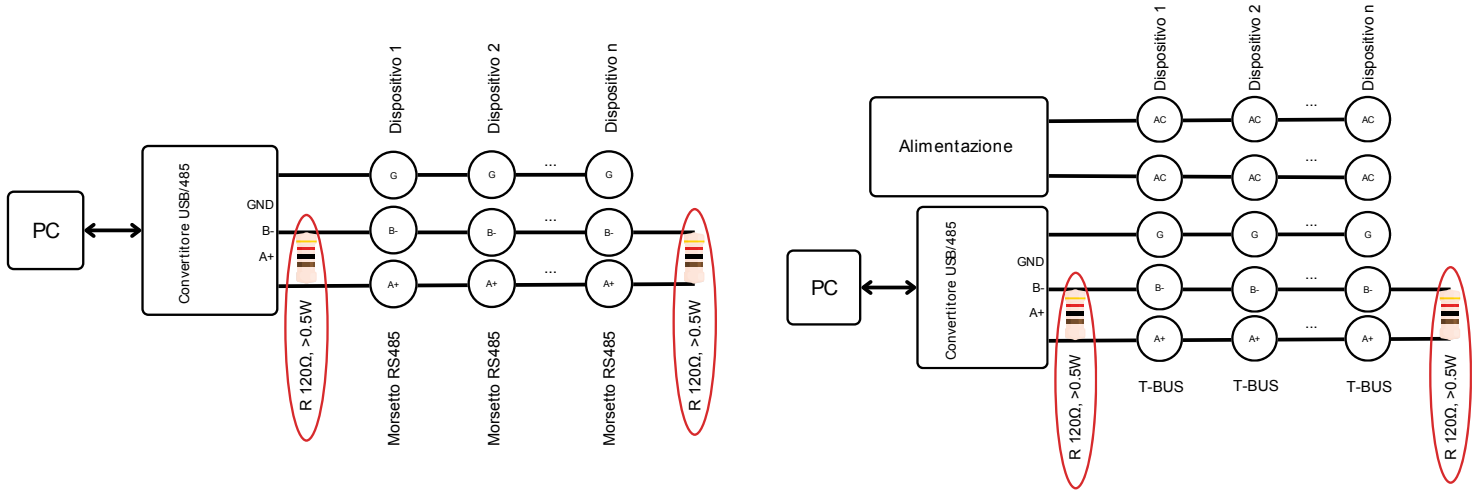 PC
Convertitore USB/485
GND
B-
A+
Dispositivo 1
Dispositivo 2
Dispositivo n
G
G
...
G
B-
B-
...
B-
A+
A+
...
A+
R 120Ω, >0.5W
Morsetto RS485
Morsetto RS485
Morsetto RS485
R 120Ω, >0.5W
Dispositivo 1
Dispositivo 2
Dispositivo n
Alimentazione
AC
AC
...
AC
AC
AC
...
AC
PC
Convertitore USB/485
GND
B-
A+
G
G
...
G
B-
B-
...
B-
A+
A+
...
A+
R 120Ω, >0.5W
T-BUS
T-BUS
T-BUS
R 120Ω, >0.5W